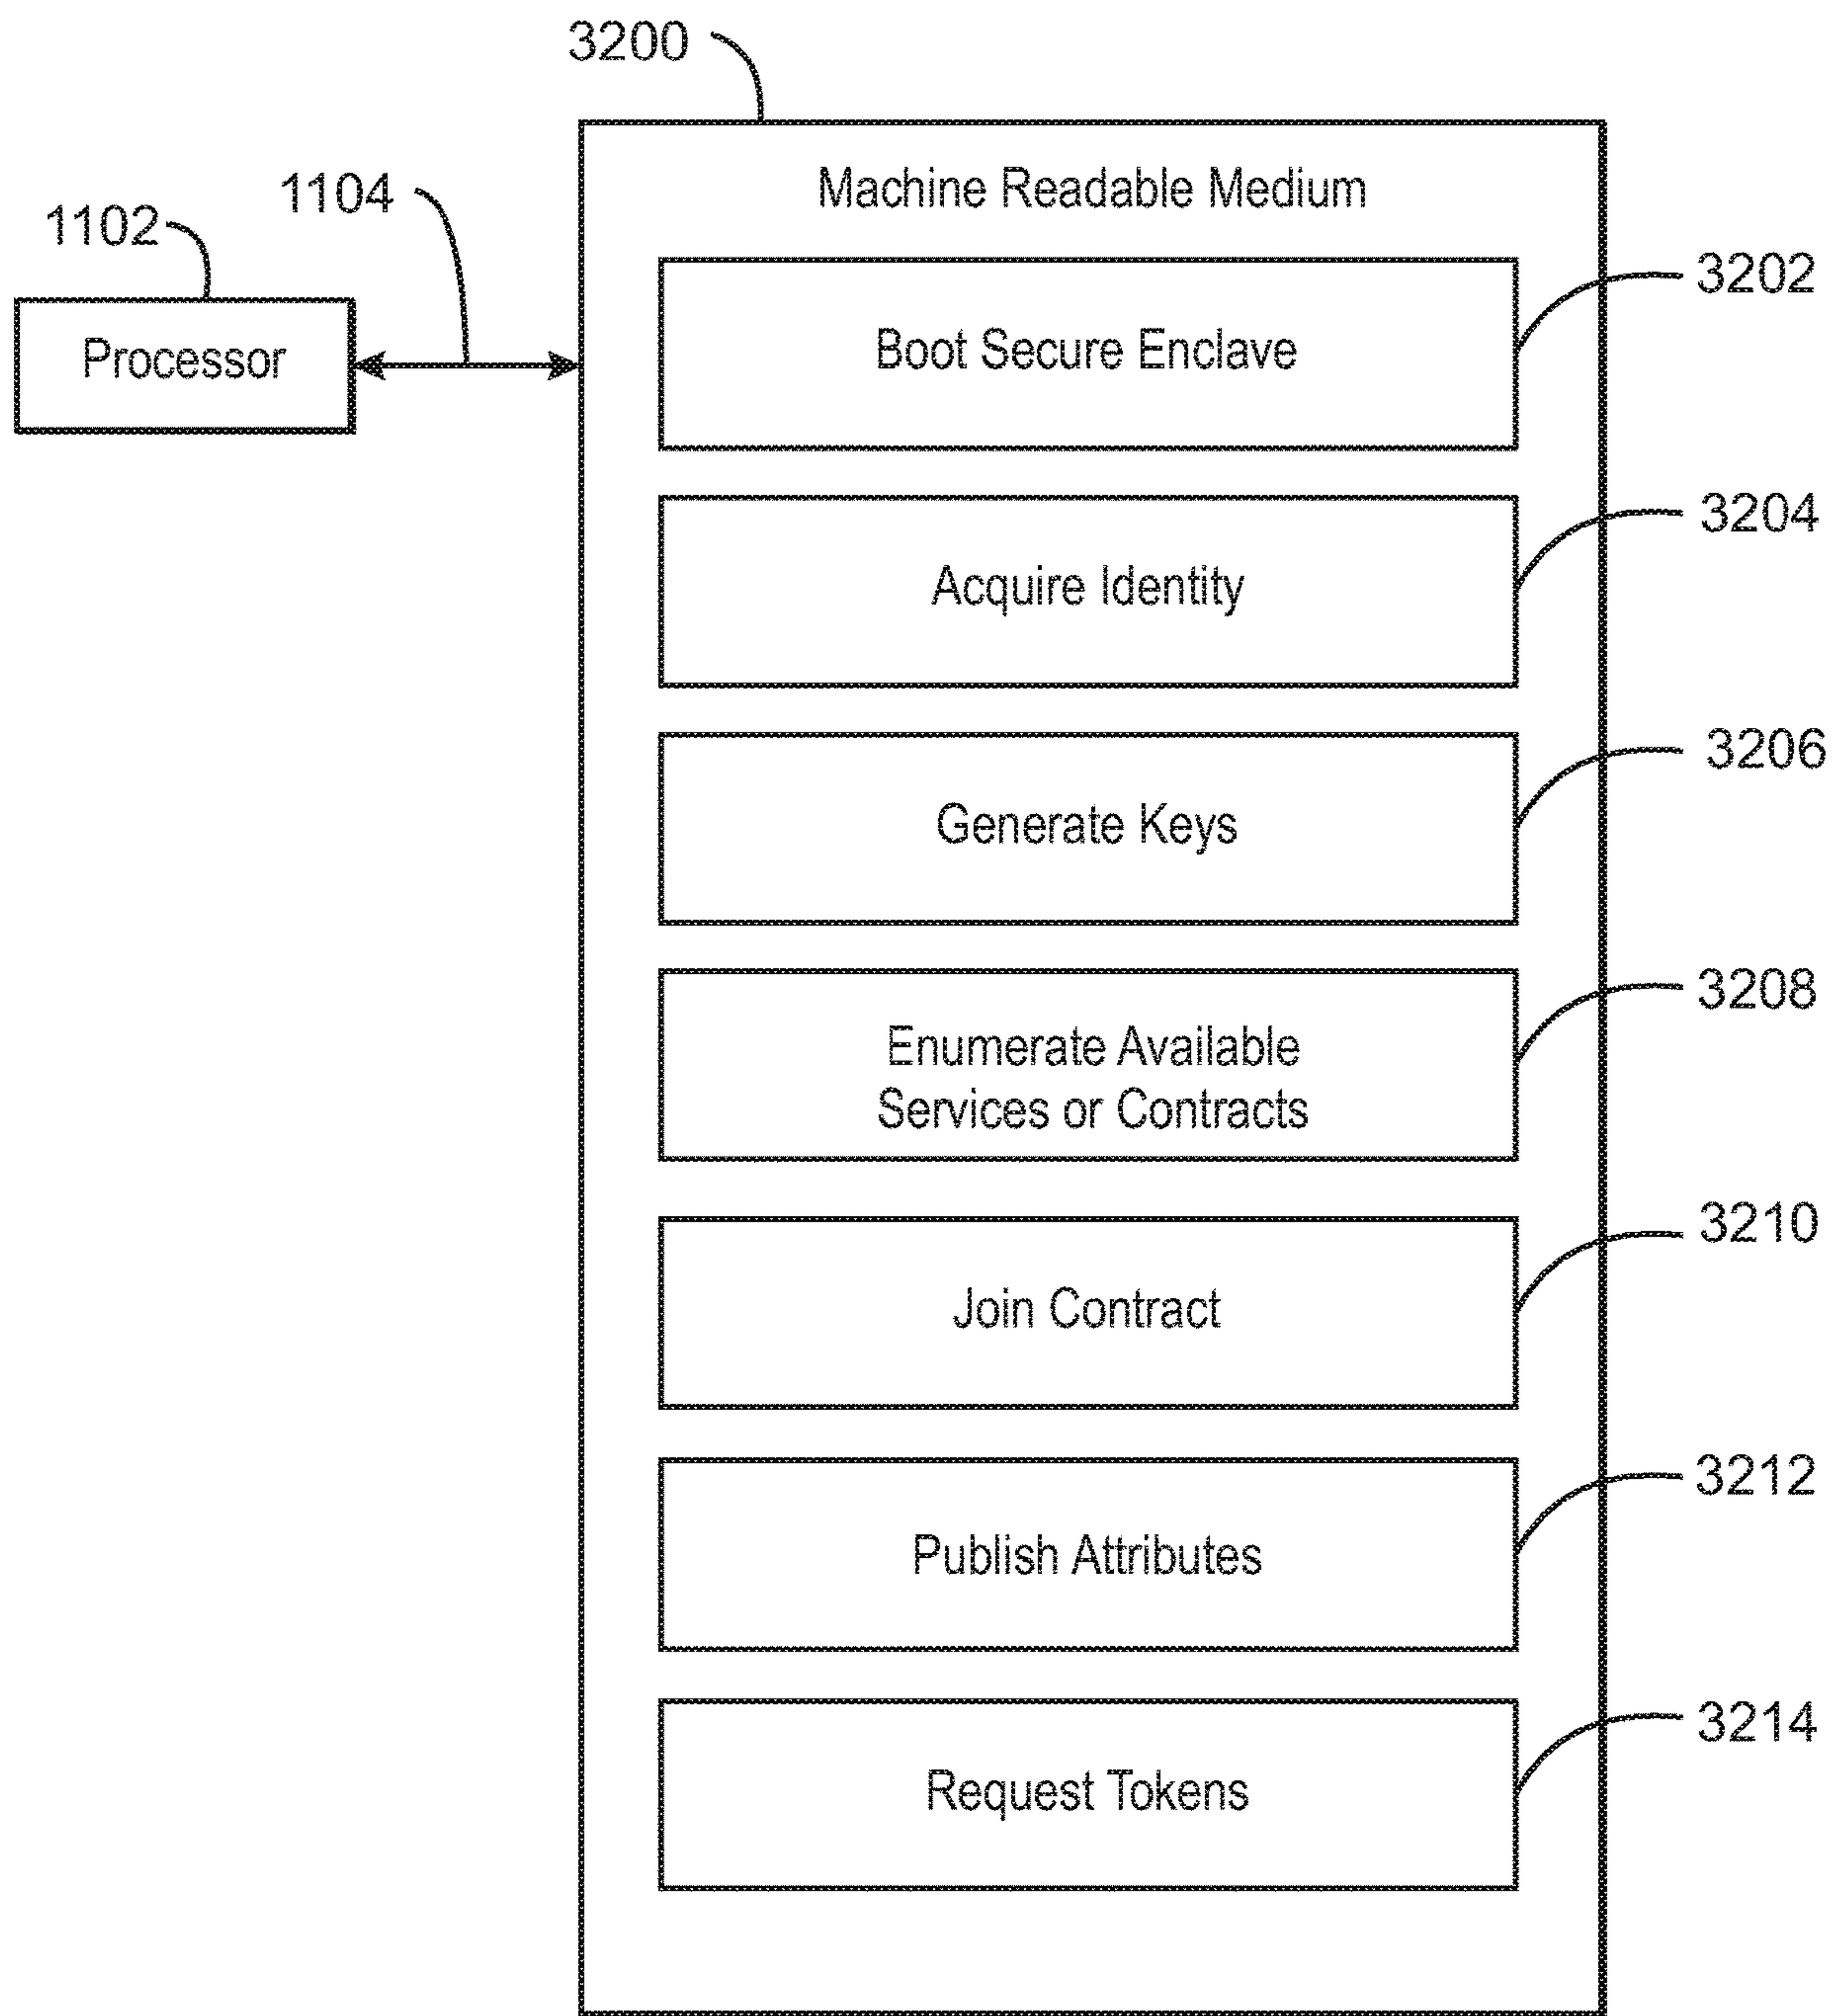 3200
Machine Readable Medium
1104
1102
Processor
3202
Boot Secure Enclave
3204
Acquire Identity
3206
Generate Keys
3208
Enumerate Available
Services or Contracts
3210
Join Contract
3212
Publish Attributes
3214
Request Tokens